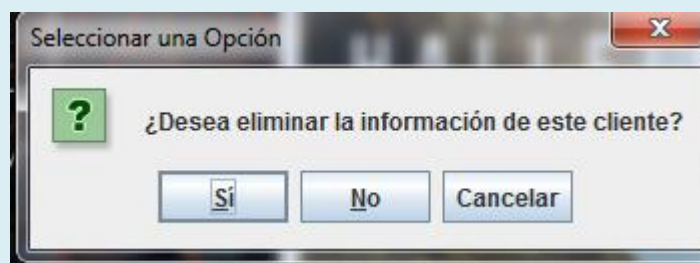 Seleccionar una Opción
x
?
¿Desea eliminar la información de este cliente?
Sí
No
Cancelar